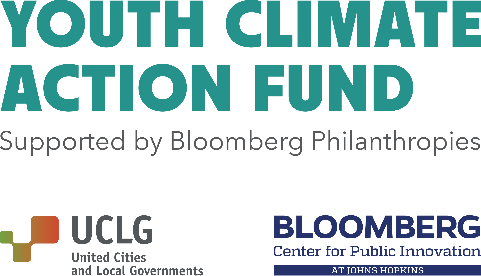 YOUTH CLIMATE
ACTION FUND
Supported by Bloomberg Philanthropies
UCLG
United Cities
and Local Governments
BLOOMBERG
Center for Public Innovation
AT JOHNS HOPKINS